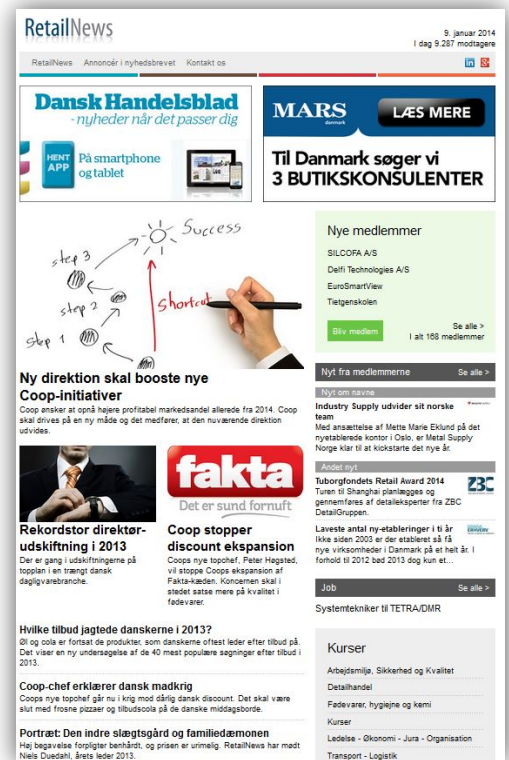 RetailNews
9. januar 2014
I dag 9.287 modtagere
RetailNews Annoncér i nyhedsbrevet Kontakt os
Dansk Handelsblad
- nyheder når det passer dig
HENT
APP
På smartphone
og tablet
MARS
danmark
LÆS MERE
Til Danmark søger vi
3 BUTIKSKONSULENTER
Success
step 3
step 2
step 1
Shortcut
Ny direktion skal booste nye
Coop-initiativer
Coop ønsker at opnå højere profitabel markedsandel allerede fra 2014. Coop
skal drives på en ny måde og det medfører, at den nuværende direktion
udvides.
Rekordstor direktør-
udskiftning i 2013
Der er gang i udskiftningerne på
topplan i en trængt dansk
dagligvarebranche.
fakta
Det er sund fornuft
Coop stopper
discount ekspansion
Coops nye topchef, Peter Høgsted,
vil stoppe Coops ekspansion af
Fakta-kæden. Koncernen skal i
stedet satse mere på kvalitet i
fødevarer.
Hvilke tilbud jagtede danskerne i 2013?
Øl og cola er fortsat de produkter, som danskerne oftest leder efter tilbud på.
Det viser en ny undersøgelse af de 40 mest populære søgninger efter tilbud i
2013.
Coop-chef erklærer dansk madkrig
Coops nye topchef går nu i krig mod dårlig dansk discount. Det skal være
slut med frosne pizzaer og tilbudscola på de danske middagsborde.
Portræt: Den indre slægtsgård og familiedæmonen
Høj begavelse forpligter benhårdt, og prisen er urimelig. RetailNews har mødt
Niels Duedahl, årets leder 2013.
Nye medlemmer
SILCOFA A/S
Delfi Technologies A/S
EuroSmartView
Tietgenskolen
Bliv medlem
Se alle >
I alt 168 medlemmer
Nyt fra medlemmerne Se alle >
Nyt om navne
Industry Supply udvider sit norske
team
Med ansættelse af Mette Marie Eklund på det
nyetablerede kontor i Oslo, er Metal Supply
Norge klar til at kickstarte det nye år.
Andet nyt
Tuborgfondets Retail Award 2014
Turen til Shanghai planlægges og
gennemføres af detaileksperter fra ZBC
DetailGruppen.
ZBC
Laveste antal ny-etableringer i ti år
Ikke siden 2003 er der etableret så få
nye virksomheder i Danmark på et helt år. I
forhold til 2012 bød 2013 dog kun et...
Job Se alle >
Systemtekniker til TETRA/DMR
Kurser
Arbejdsmiljø, Sikkerhed og Kvalitet
Detailhandel
Fødevarer, hygiejne og kemi
Kurser
Ledelse - Økonomi - Jura - Organisation
Transport - Logistik